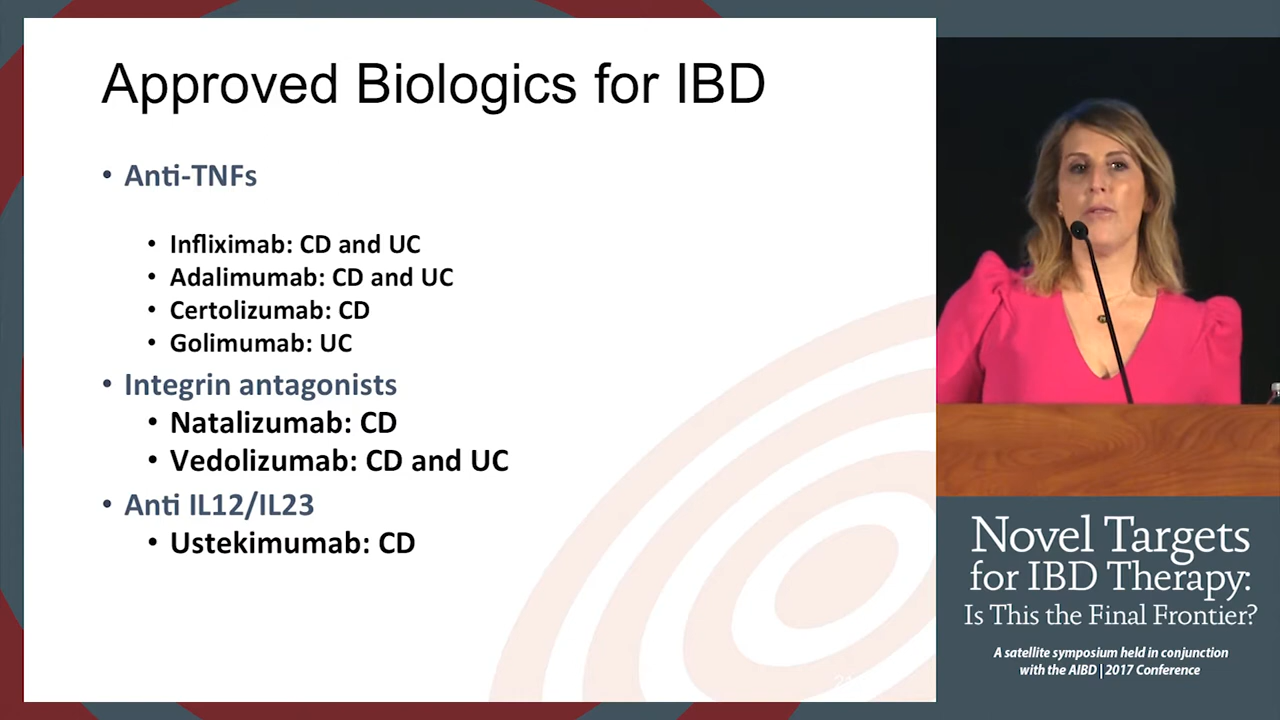 Approved Biologics for IBD
• Anti-TNFs
• Infliximab: CD and UC
• Adalimumab: CD and UC
• Certolizumab: CD
• Golimumab: UC
• Integrin antagonists
• Natalizumab: CD
• Vedolizumab: CD and UC
• Anti IL12/IL23
• Ustekimumab: CD
Novel Targets
for IBD Therapy:
Is This the Final Frontier?
A satellite symposium held in conjunction
with the AIBD | 2017 Conference